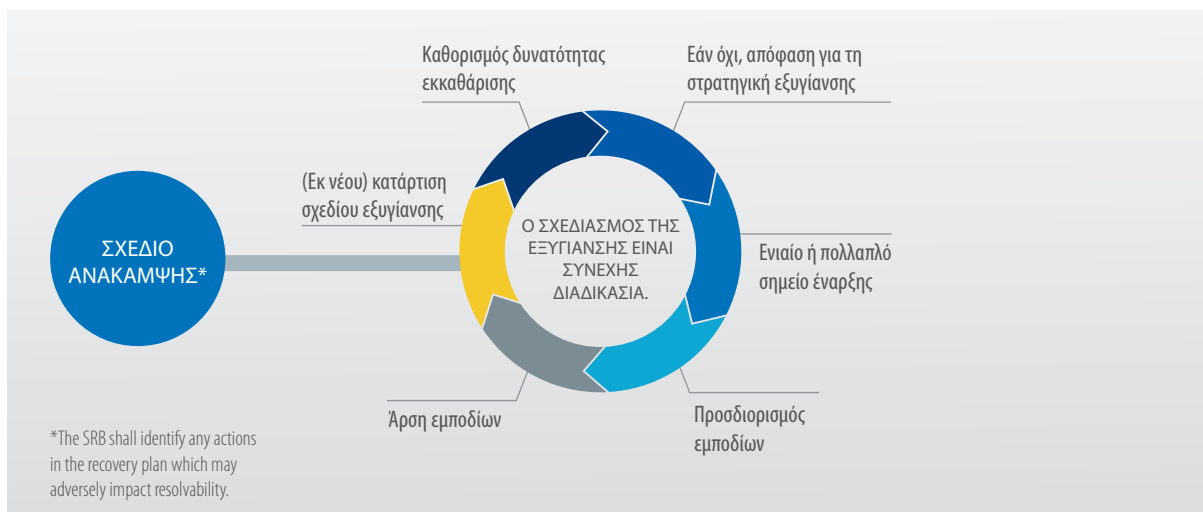 Καθορισμός δυνατότητας
εκκαθάρισης
Εάν όχι, απόφαση για τη
στρατηγική εξυγίανσης
(Εκ νέου) κατάρτιση
σχεδίου εξυγίανσης
ΣΧΕΔΙΟ
ΑΝΑΚΑΜΨΗΣ*
Ο ΣΧΕΔΙΑΣΜΟΣ ΤΗΣ
ΕΞΥΓΙΑΝΣΗΣ ΕΙΝΑΙ
ΣΥΝΕΧΗΣ
ΔΙΑΔΙΚΑΣΙΑ.
Ενιαίο ή πολλαπλό
σημείο έναρξης
Άρση εμποδίων
Προσδιορισμός
εμποδίων
*The SRB shall identify any actions
in the recovery plan which may
adversely impact resolvability.